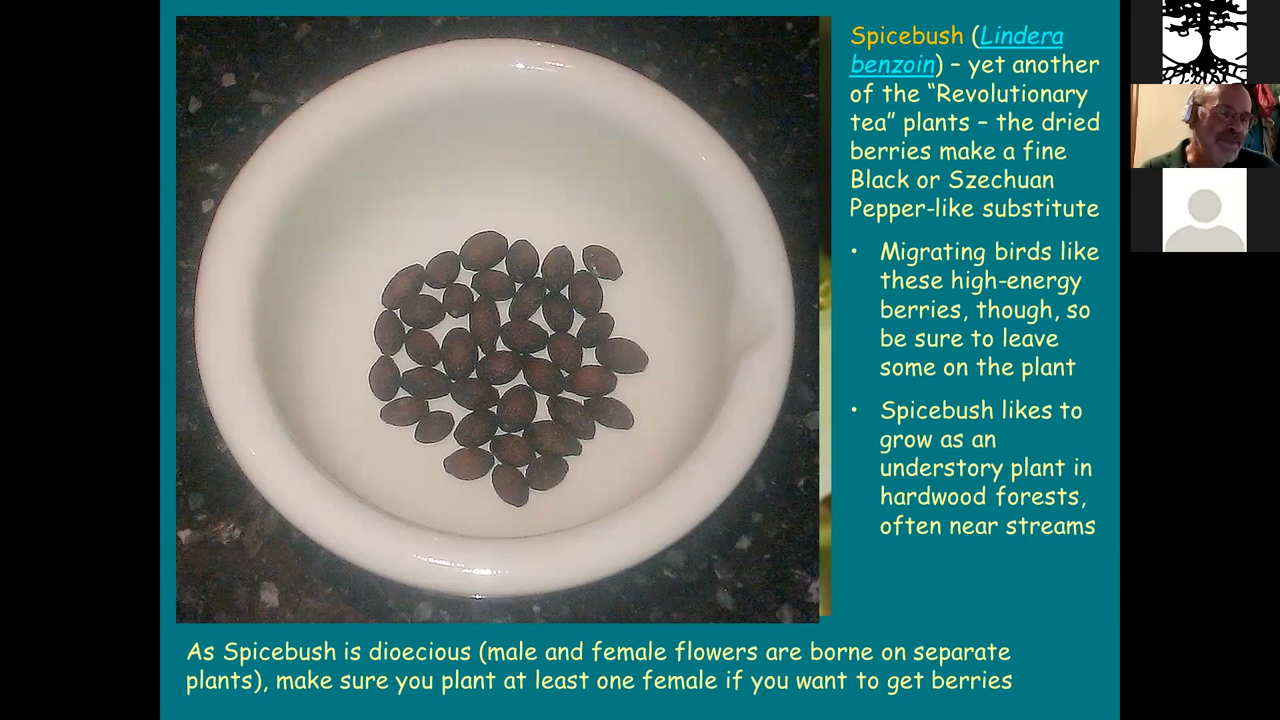 Spicebush (Lindera
benzoin) – yet another
of the “Revolutionary
tea” plants – the dried
berries make a fine
Black or Szechuan
Pepper-like substitute
• Migrating birds like
these high-energy
berries, though, so
be sure to leave
some on the plant
• Spicebush likes to
grow as an
understory plant in
hardwood forests,
often near streams
As Spicebush is dioecious (male and female flowers are borne on separate
plants), make sure you plant at least one female if you want to get berries